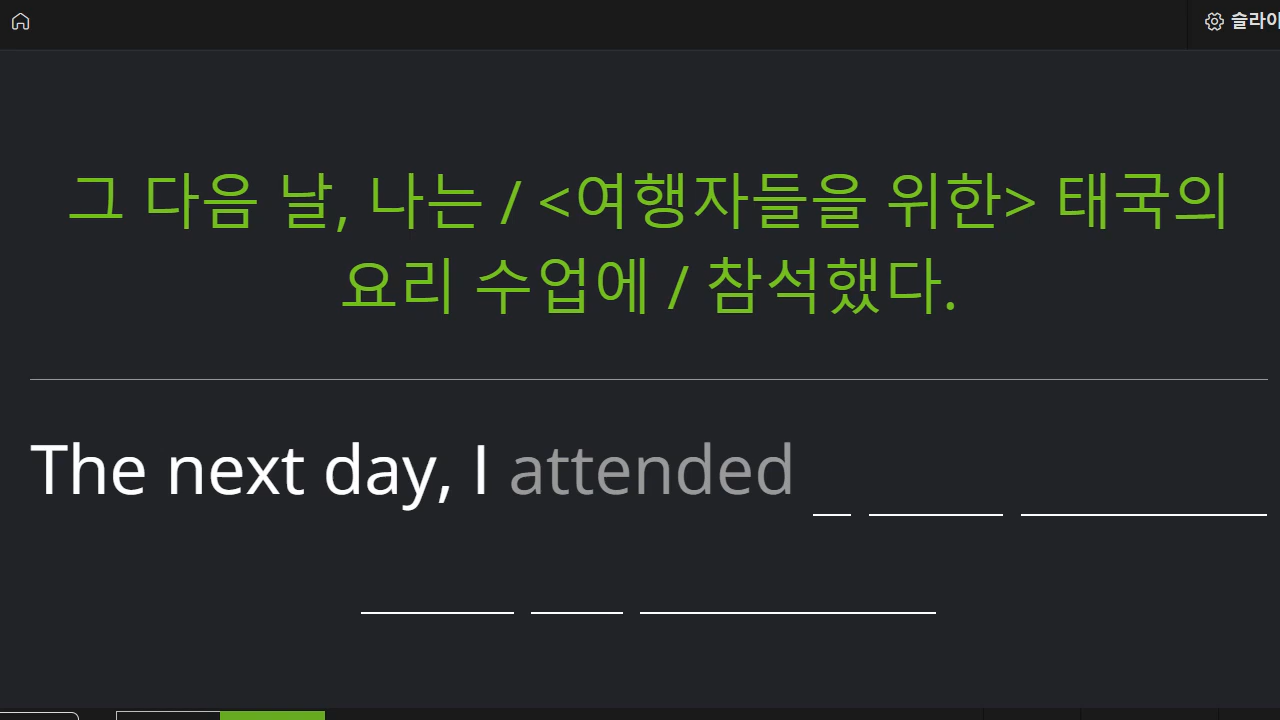 슬라이
그 다음 날, 나는 / <여행자들을 위한> 태국의
요리 수업에 / 참석했다.
The next day, I attended